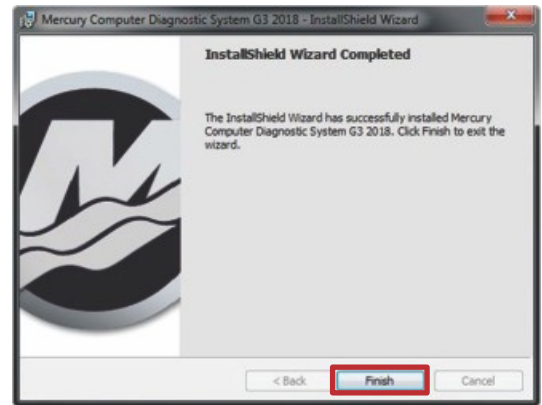 Mercury Computer Diagnostic System G3 2018 - InstallShield Wizard
InstallShield Wizard Completed
The InstallShield Wizard has successfully installed Mercury
Computer Diagnostic System G3 2018. Click Finish to exit the
wizard.
< Back
Finish
Cancel